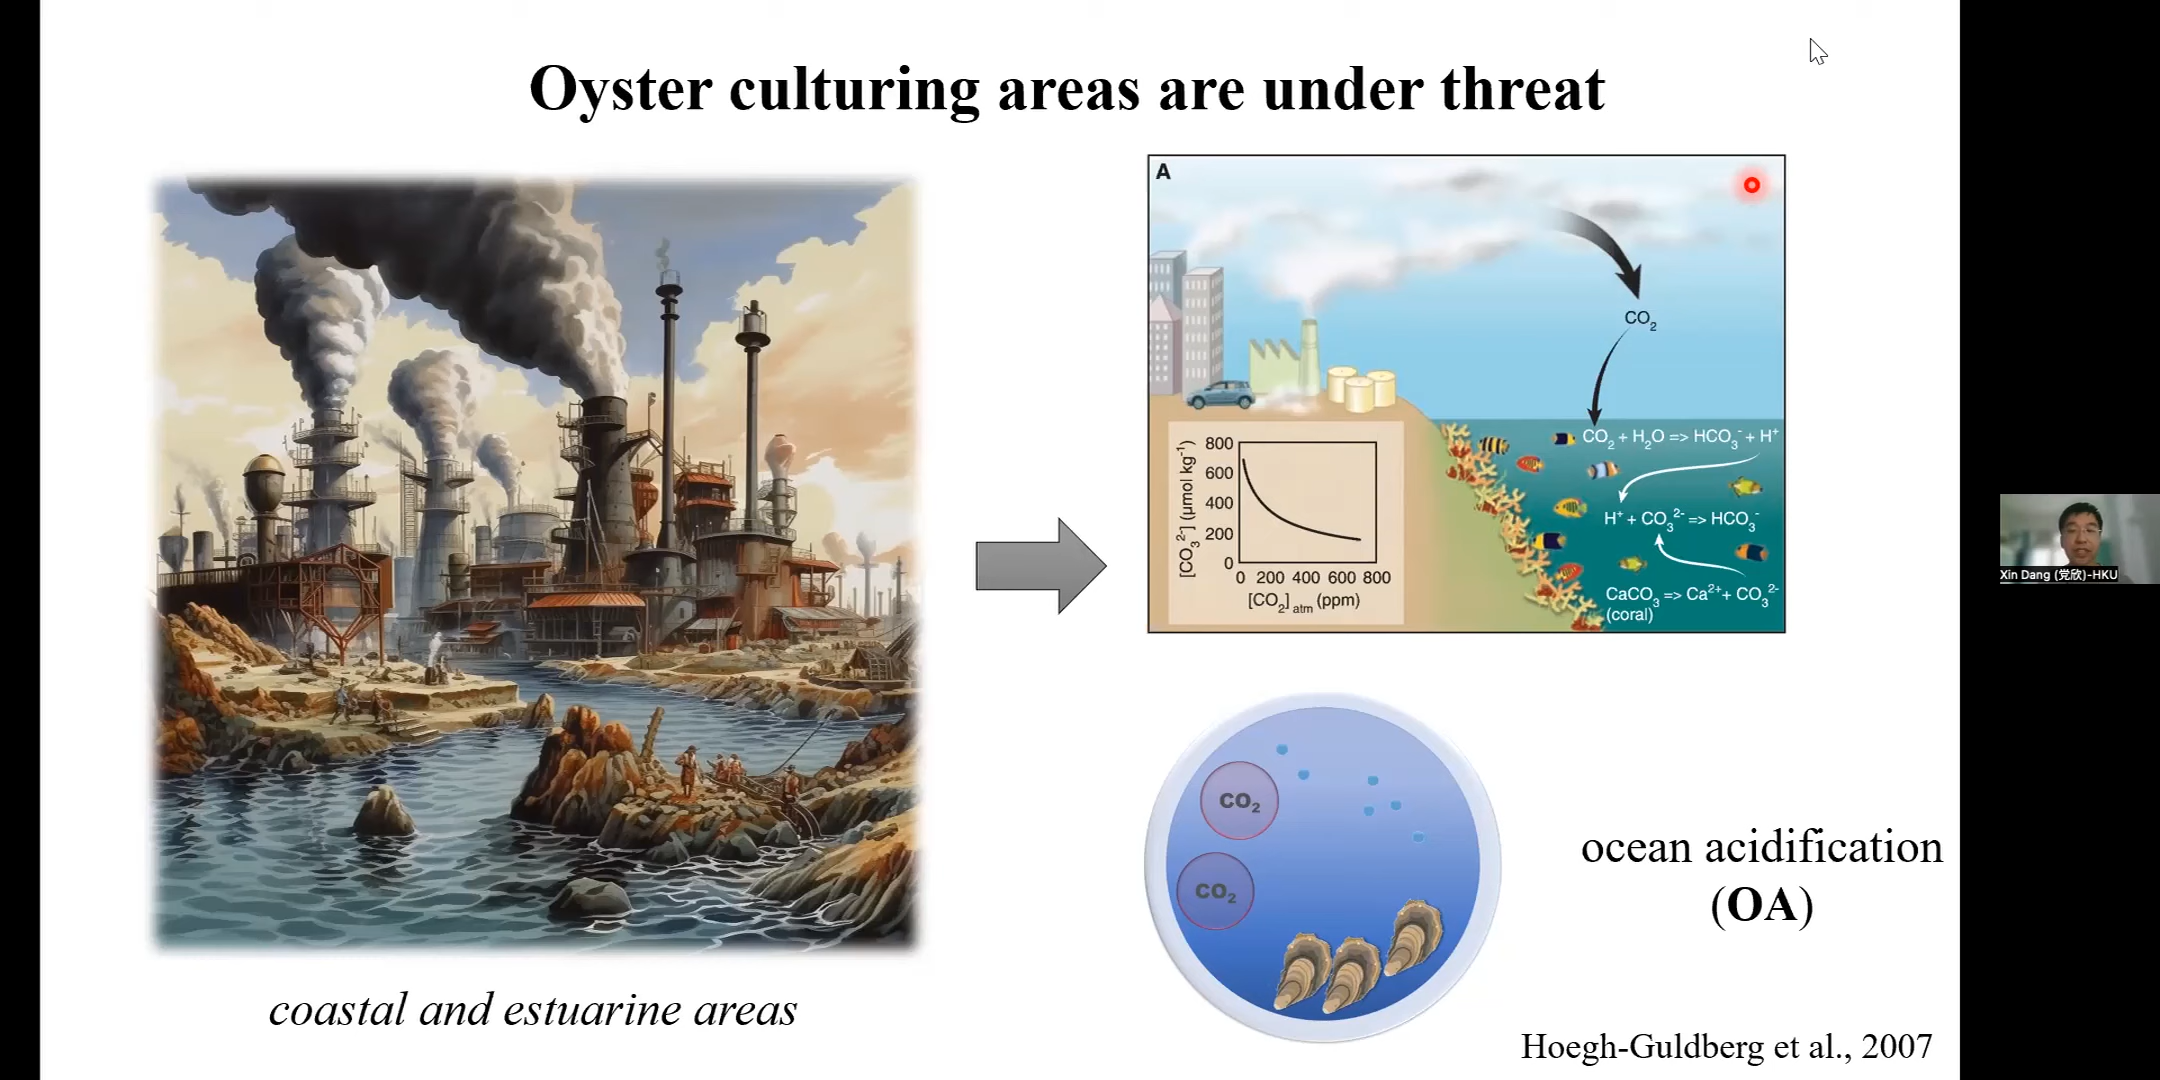 Oyster culturing areas are under threat
A
CO₂
CO₂ + H₂O => HCO₃⁻ + H⁺
H⁺ + CO₃²⁻ => HCO₃⁻
CaCO₃ => Ca²⁺ + CO₃²⁻
(coral)
[CO₃²⁻] (µmol kg⁻¹)
800
600
400
200
0
0 200 400 600 800
[CO₂] atm (ppm)
CO₂
CO₂
ocean acidification
(OA)
coastal and estuarine areas
Hoegh-Guldberg et al., 2007
Xin Dang (党欣)-HKU